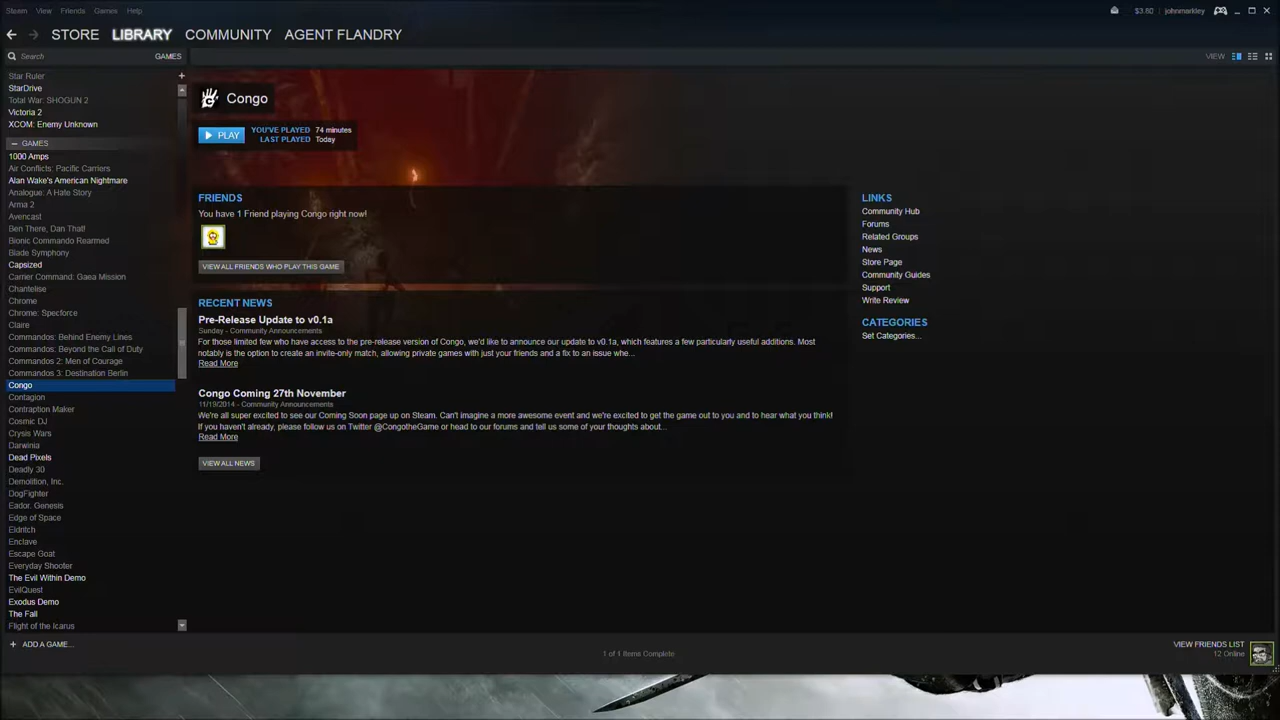 Steam View Friends Games Help
$3.60 johnmarkley
STORE LIBRARY COMMUNITY AGENT FLANDRY
Search GAMES
VIEW
Star Ruler +
StarDrive
Total War: SHOGUN 2
Victoria 2
XCOM: Enemy Unknown
— GAMES
1000 Amps
Air Conflicts: Pacific Carriers
Alan Wake's American Nightmare
Analogue: A Hate Story
Arma 2
Avencast
Ben There, Dan That!
Bionic Commando Rearmed
Blade Symphony
Capsized
Carrier Command: Gaea Mission
Chantelise
Chrome
Chrome: Specforce
Claire
Commandos: Behind Enemy Lines
Commandos: Beyond the Call of Duty
Commandos 2: Men of Courage
Commandos 3: Destination Berlin
Congo
Contagion
Contraption Maker
Cosmic DJ
Crysis Wars
Darwinia
Dead Pixels
Deadly 30
Demolition, Inc.
DogFighter
Eador. Genesis
Edge of Space
Eldritch
Enclave
Escape Goat
Everyday Shooter
The Evil Within Demo
EvilQuest
Exodus Demo
The Fall
Flight of the Icarus
+ ADD A GAME...
Congo
PLAY
YOU'VE PLAYED 74 minutes
LAST PLAYED Today
FRIENDS
You have 1 Friend playing Congo right now!
VIEW ALL FRIENDS WHO PLAY THIS GAME
RECENT NEWS
Pre-Release Update to v0.1a
Sunday - Community Announcements
For those limited few who have access to the pre-release version of Congo, we'd like to announce our update to v0.1a, which features a few particularly useful additions. Most
notably is the option to create an invite-only match, allowing private games with just your friends and a fix to an issue whe...
Read More
Congo Coming 27th November
11/19/2014 - Community Announcements
We're all super excited to see our Coming Soon page up on Steam. Can't imagine a more awesome event and we're excited to get the game out to you and to hear what you think!
If you haven't already, please follow us on Twitter @CongotheGame or head to our forums and tell us some of your thoughts about...
Read More
VIEW ALL NEWS
LINKS
Community Hub
Forums
Related Groups
News
Store Page
Community Guides
Support
Write Review
CATEGORIES
Set Categories...
1 of 1 Items Complete
VIEW FRIENDS LIST
12 Online